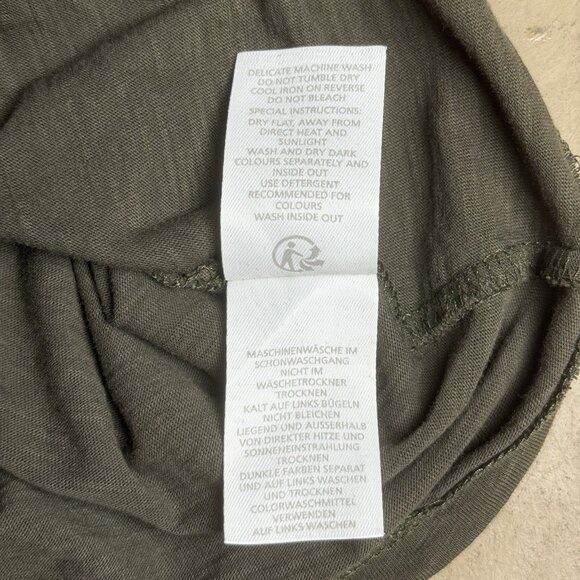 DELICATE MACHINE WASH
DO NOT TUMBLE DRY
COOL IRON ON REVERSE
DO NOT BLEACH
SPECIAL INSTRUCTIONS:
DRY FLAT, AWAY FROM
DIRECT HEAT AND
SUNLIGHT
WASH AND DRY DARK
COLOURS SEPARATELY AND
INSIDE OUT
USE DETERGENT
RECOMMENDED FOR
COLOURS
WASH INSIDE OUT
MASCHINENWÄSCHE IM
SCHONWASCHGANG
NICHT IM
WÄSCHETROCKNER
TROCKNEN
KALT AUF LINKS BÜGELN
NICHT BLEICHEN
LIEGEND UND AUSSERHALB
VON DIREKTER HITZE UND
SONNENEINSTRAHLUNG
TROCKNEN
DUNKLE FARBEN SEPARAT
UND AUF LINKS WASCHEN
UND TROCKNEN
COLORWASCHMITTEL
VERWENDEN
AUF LINKS WASCHEN